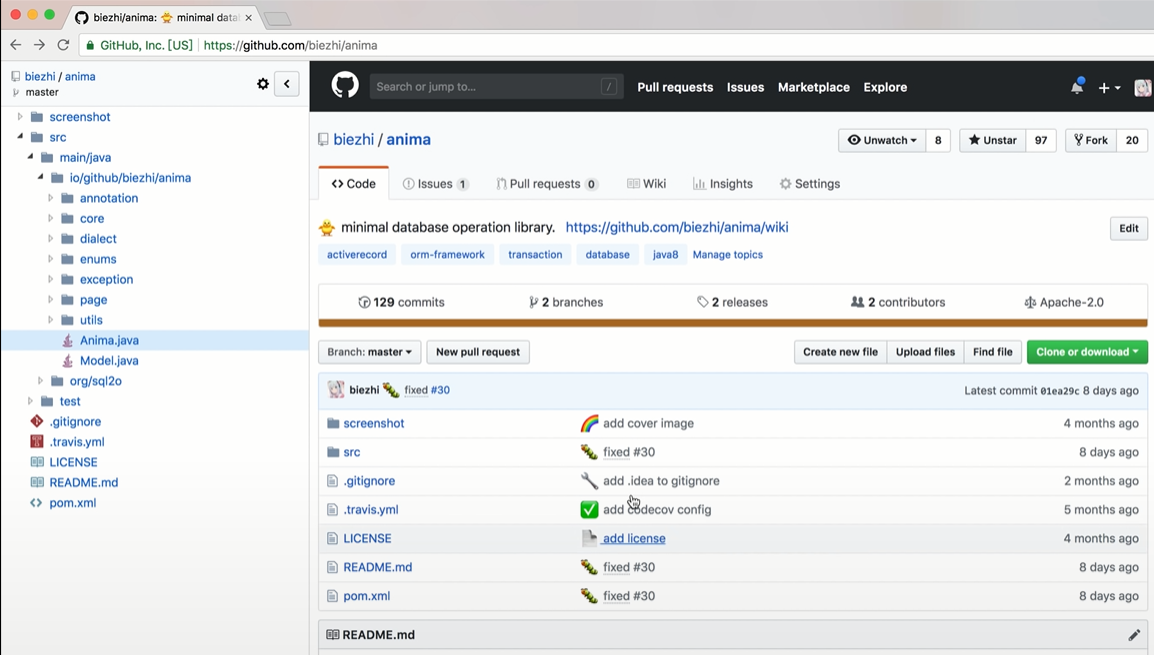 biezhi/anima: 🐥 minimal data
GitHub, Inc. [US] https://github.com/biezhi/anima
biezhi / anima
master
screenshot
src
main/java
io/github/biezhi/anima
annotation
core
dialect
enums
exception
page
utils
Anima.java
Model.java
org/sql2o
test
.gitignore
.travis.yml
LICENSE
README.md
pom.xml
Search or jump to... / Pull requests Issues Marketplace Explore
biezhi / anima Unwatch 8 Unstar 97 Fork 20
Code Issues 1 Pull requests 0 Wiki Insights Settings
🐥 minimal database operation library. https://github.com/biezhi/anima/wiki Edit
activerecord orm-framework transaction database java8 Manage topics
129 commits 2 branches 2 releases 2 contributors Apache-2.0
Branch: master New pull request Create new file Upload files Find file Clone or download
biezhi 🐛 fixed #30 Latest commit 01ea29c 8 days ago
screenshot 🌈 add cover image 4 months ago
src 🐛 fixed #30 8 days ago
.gitignore 🔧 add .idea to gitignore 2 months ago
.travis.yml ✅ add codecov config 5 months ago
LICENSE 📄 add license 4 months ago
README.md 🐛 fixed #30 8 days ago
pom.xml 🐛 fixed #30 8 days ago
README.md